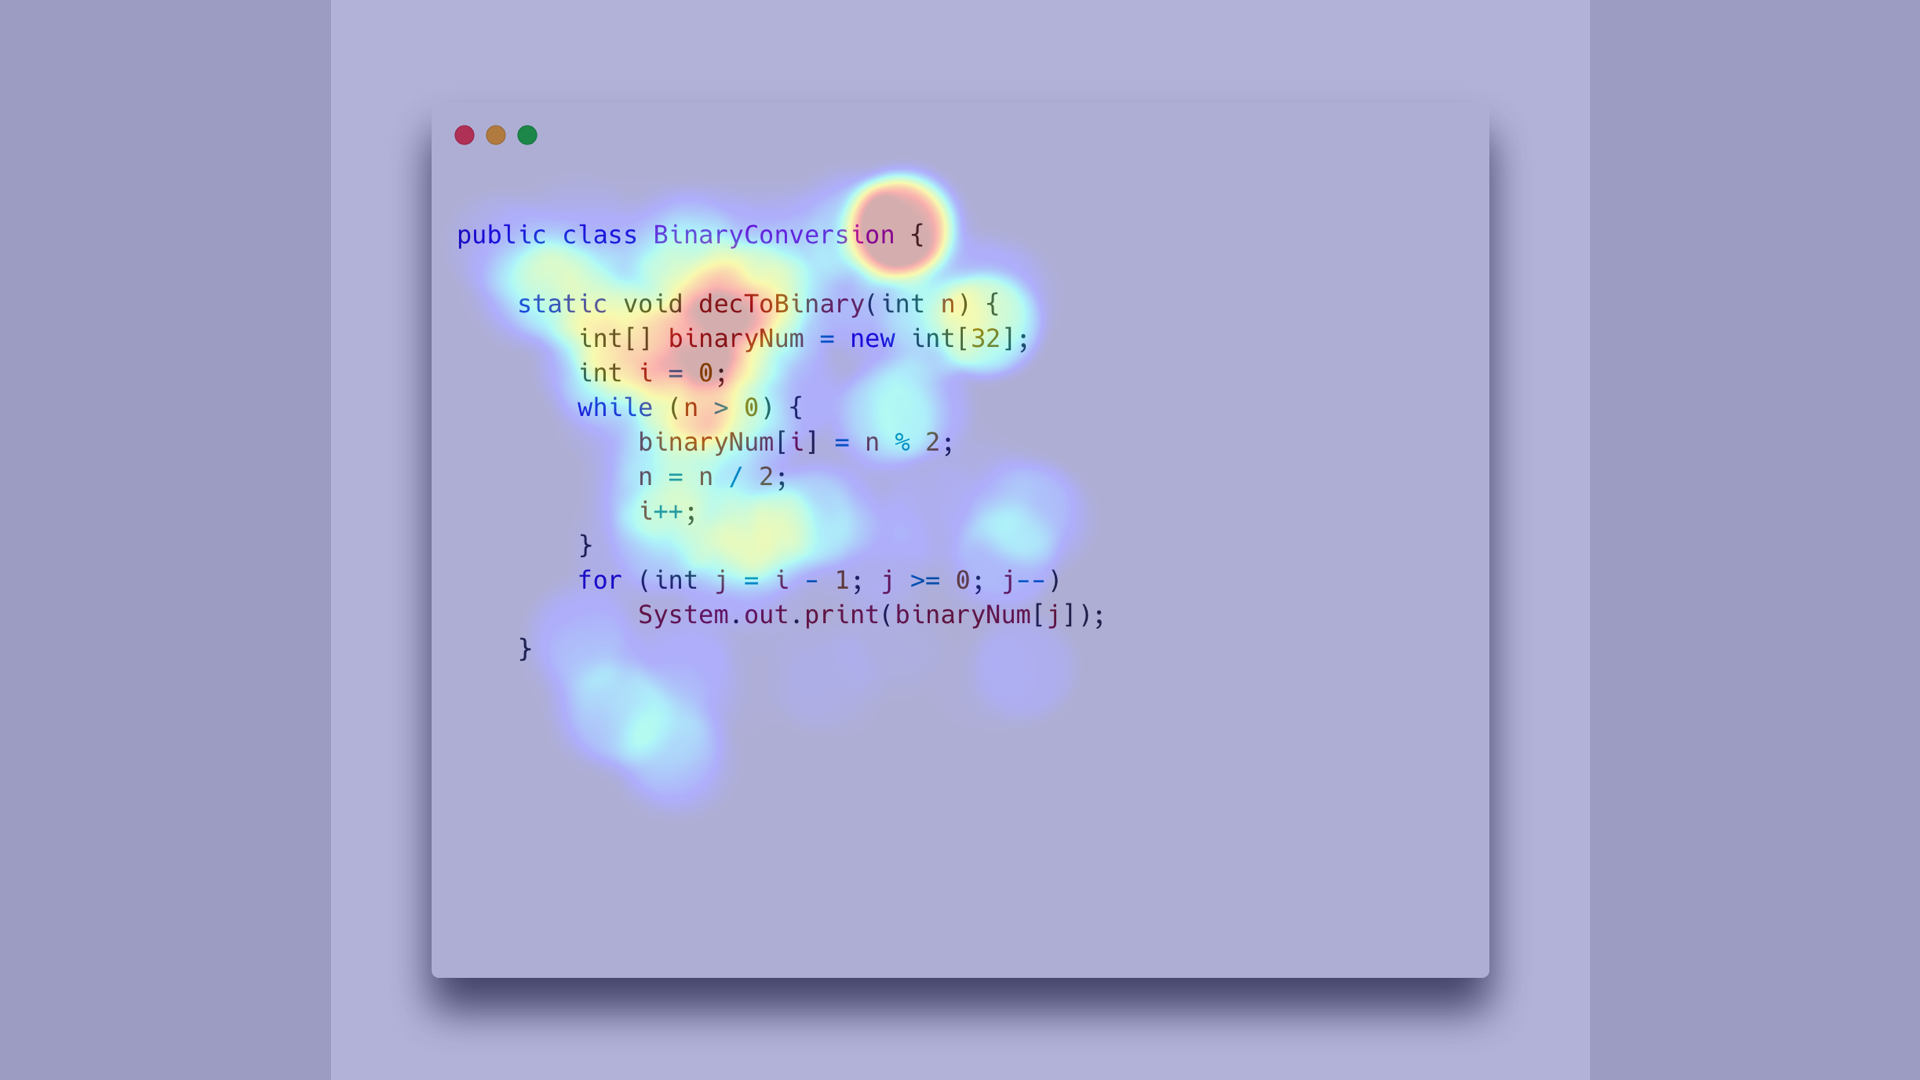 public class BinaryConversion {
static void decToBinary(int n) {
int[] binaryNum = new int[32];
int i = 0;
while (n > 0) {
binaryNum[i] = n % 2;
n = n / 2;
i++;
}
for (int j = i - 1; j >= 0; j--)
System.out.print(binaryNum[j]);
}